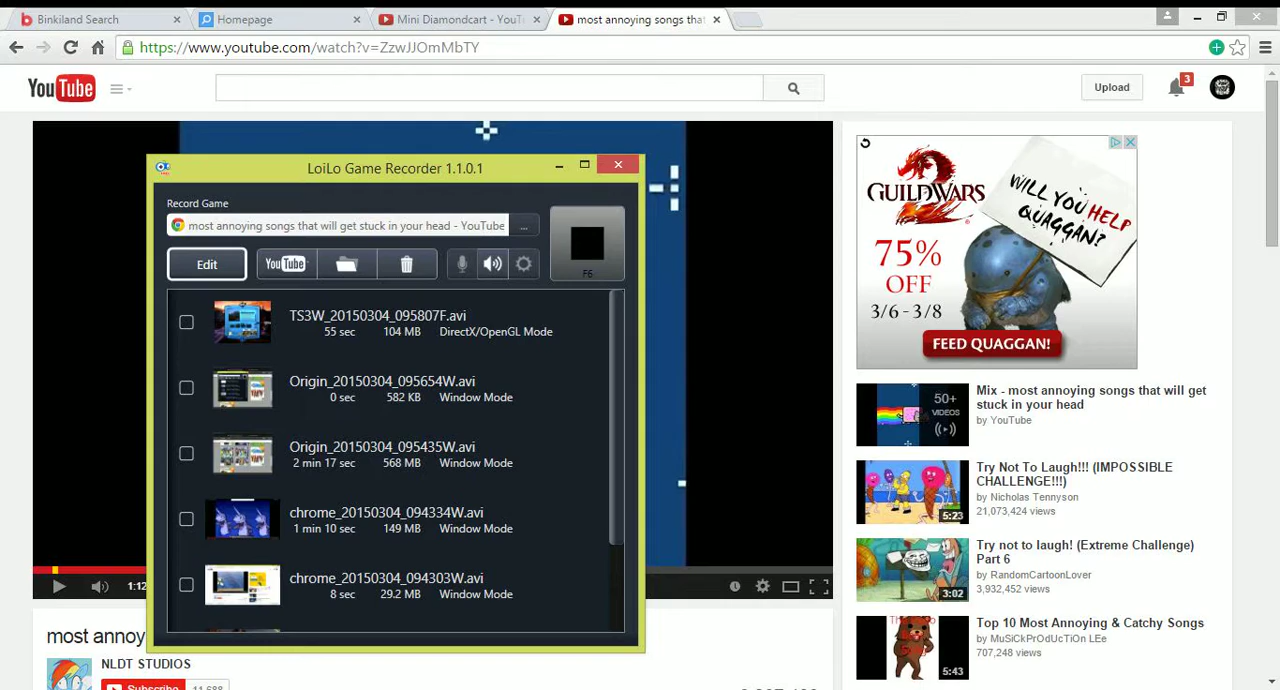 Binkiland Search
Homepage
Mini Diamondcart - YouT
most annoying songs that
https://www.youtube.com/watch?v=ZzwJJOmMbTY
YouTube
Upload
3
LoiLo Game Recorder 1.1.0.1
Record Game
most annoying songs that will get stuck in your head - YouTube
...
F6
Edit
YouTube
TS3W_20150304_095807F.avi
55 sec 104 MB DirectX/OpenGL Mode
Origin_20150304_095654W.avi
0 sec 582 KB Window Mode
Origin_20150304_095435W.avi
2 min 17 sec 568 MB Window Mode
chrome_20150304_094334W.avi
1 min 10 sec 149 MB Window Mode
chrome_20150304_094303W.avi
8 sec 29.2 MB Window Mode
1:12
most annoy
NLDT STUDIOS
Subscribe 11,688
GUILD WARS
2
75%
OFF
3/6 - 3/8
WILL YOU HELP
QUAGGAN?
FEED QUAGGAN!
50+
VIDEOS
Mix - most annoying songs that will get
stuck in your head
by YouTube
Try Not To Laugh!!! (IMPOSSIBLE
CHALLENGE!!!)
by Nicholas Tennyson
21,073,424 views
5:23
Try not to laugh! (Extreme Challenge)
Part 6
by RandomCartoonLover
3,932,452 views
3:02
Top 10 Most Annoying & Catchy Songs
by MuSiCkPrOdUcTiOn LEe
707,248 views
5:43